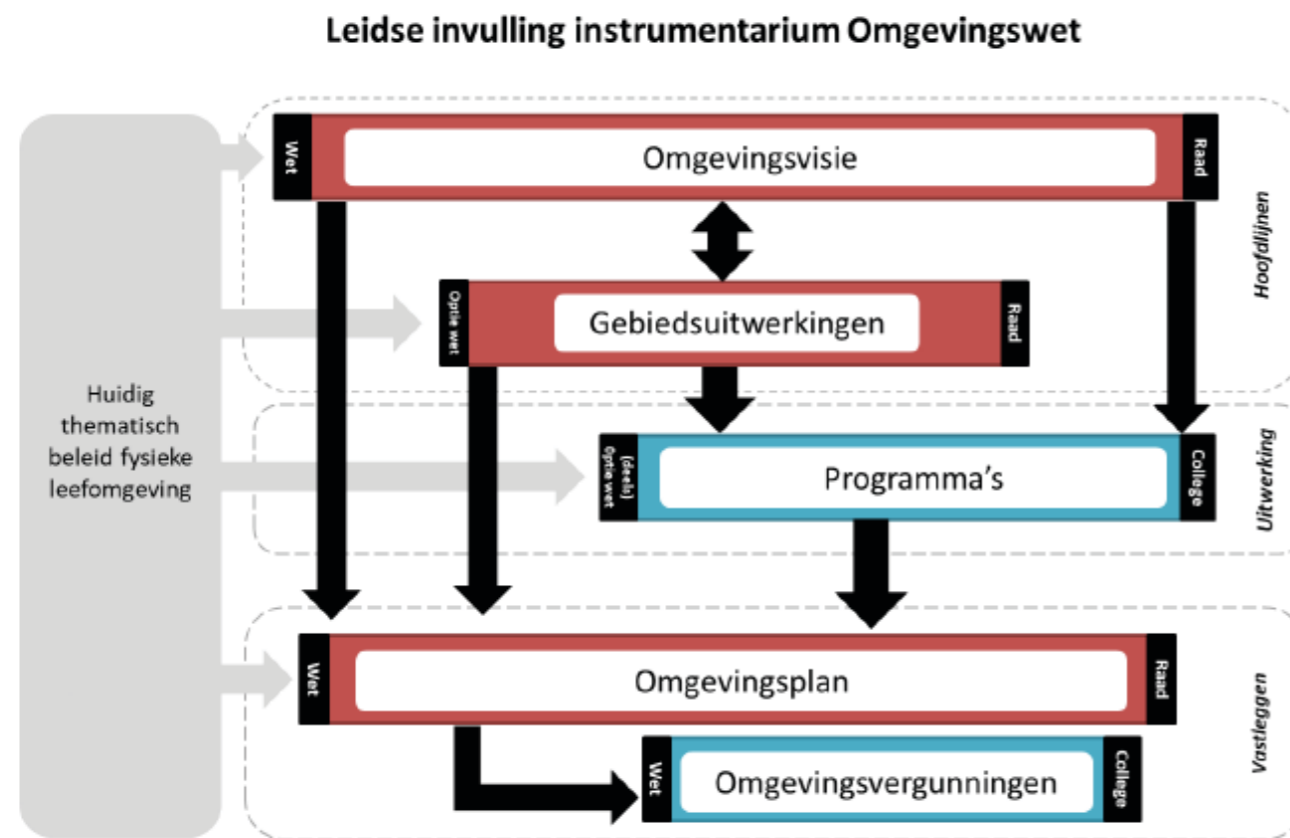 Leidse invulling instrumentarium Omgevingswet
Wet
Omgevingsvisie
Raad
Hoofdlijnen
Optie wet
Gebiedsuitwerkingen
Raad
Huidig
thematisch
beleid fysieke
leefomgeving
(deels)
Optie wet
Programma's
College
Uitwerking
Wet
Omgevingsplan
Raad
Vastleggen
Wet
Omgevingsvergunningen
College